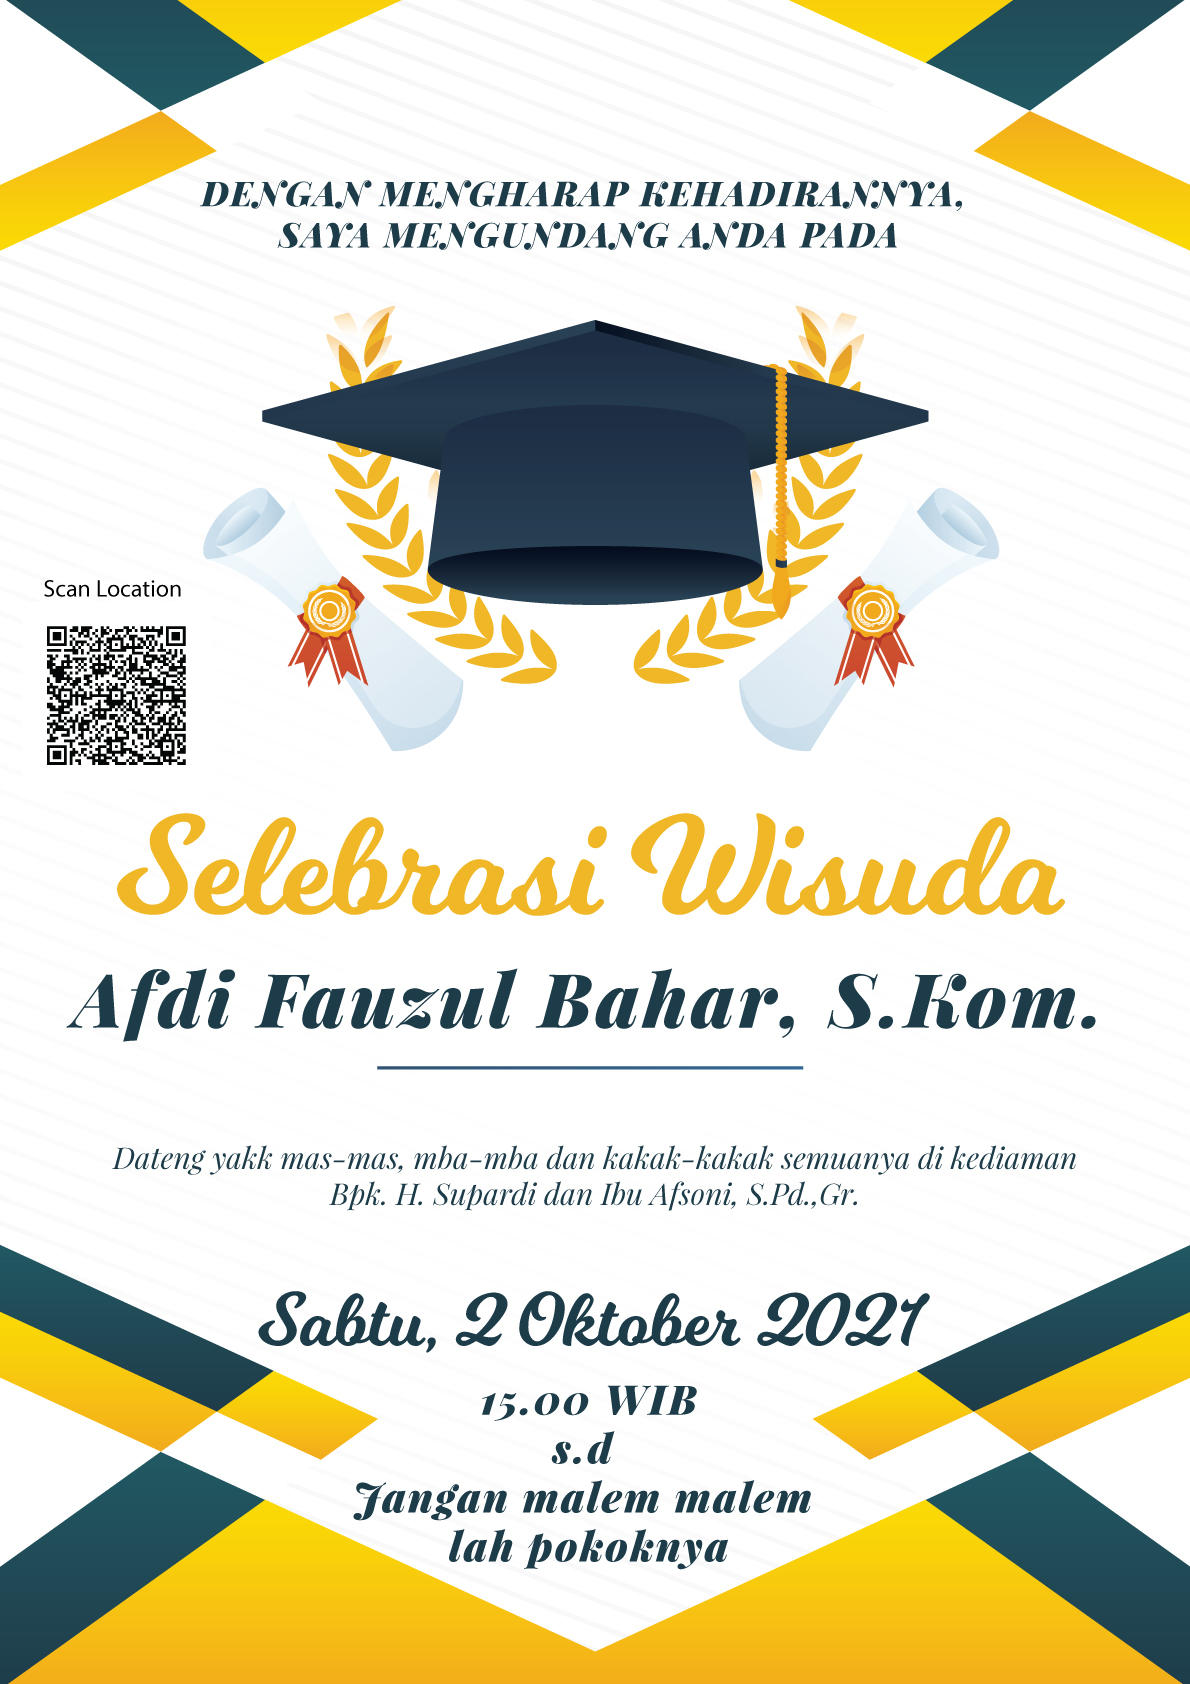 DENGAN MENGHARAP KEHADIRANNYA,
SAYA MENGUNDANG ANDA PADA
Scan Location
Selebrasi Wisuda
Afdi Fauzul Bahar, S.Kom.
Dateng yakk mas-mas, mba-mba dan kakak-kakak semuanya di kediaman
Bpk. H. Supardi dan Ibu Afsoni, S.Pd.,Gr.
Sabtu, 2 Oktober 2021
15.00 WIB
s.d
Jangan malem malem
lah pokoknya